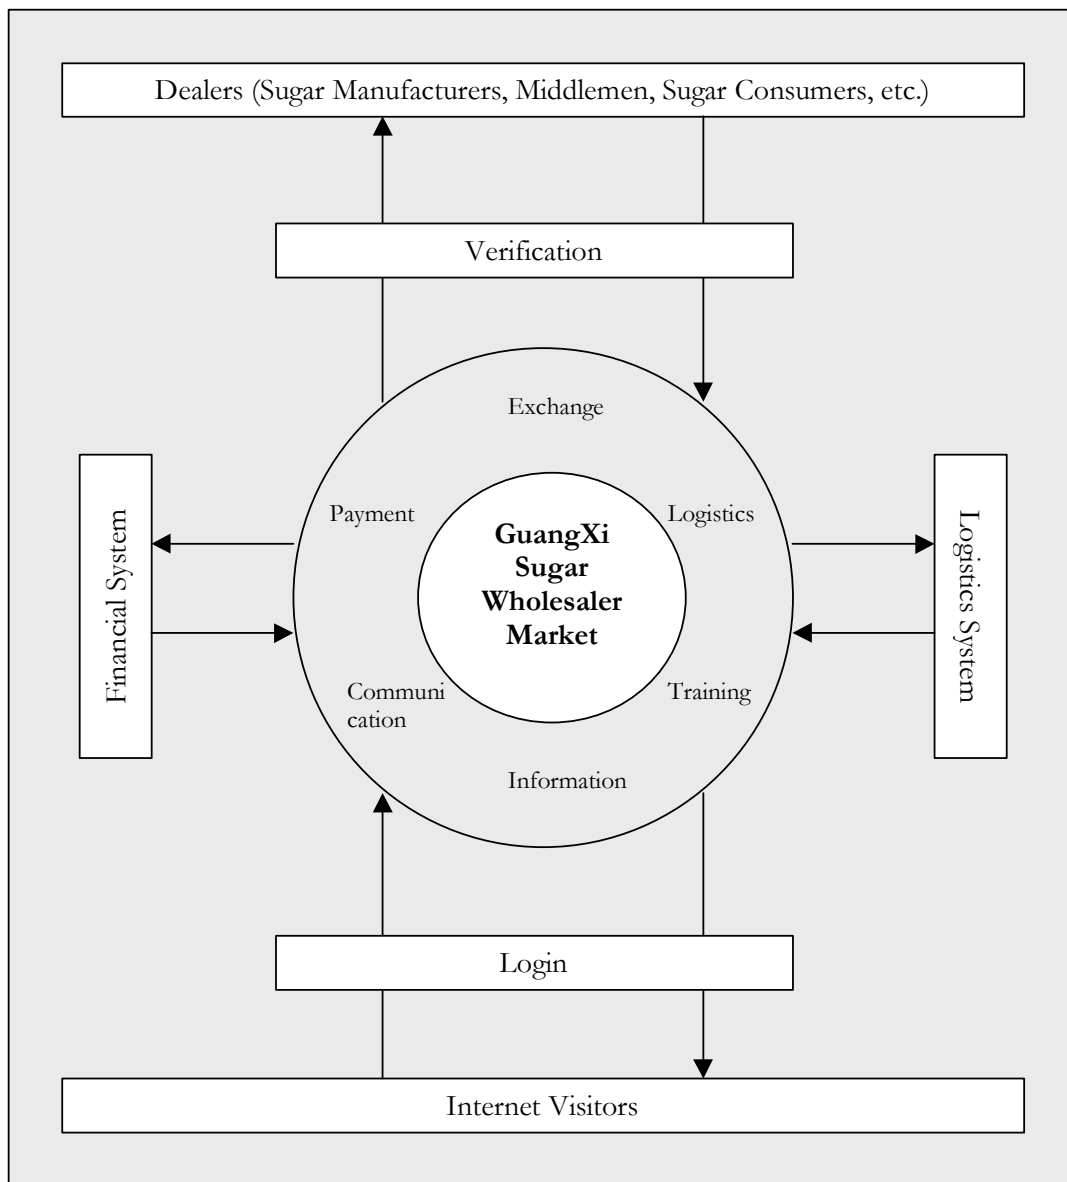 Dealers (Sugar Manufacturers, Middlemen, Sugar Consumers, etc.)
Verification
Exchange
Payment
Logistics
GuangXi
Sugar
Wholesaler
Market
Financial System
Logistics System
Communi
cation
Training
Information
Login
Internet Visitors